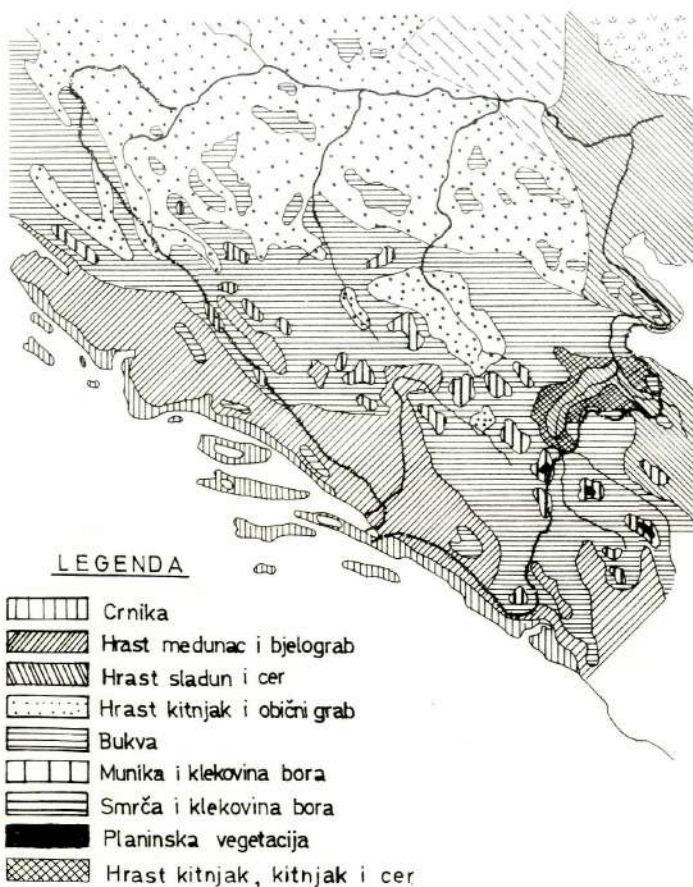 LEGENDA
Crnika
Hrast medunac i bjelograb
Hrast sladun i cer
Hrast kitnjak i obični grab
Bukva
Munika i klekovina bora
Smrča i klekovina bora
Planinska vegetacija
Hrast kitnjak, kitnjak i cer